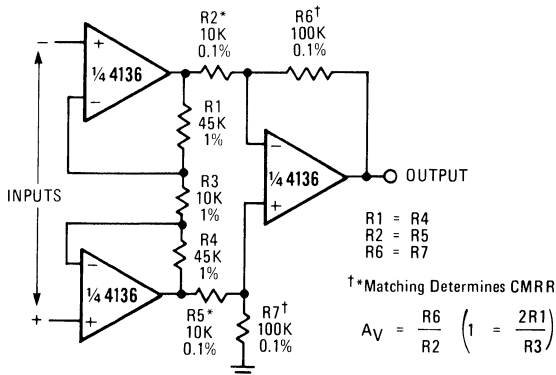 R2*
10K
0.1%
R6†
100K
0.1%
−
+
¼ 4136
−
R1
45K
1%
INPUTS
R3
10K
1%
−
¼ 4136
+
OUTPUT
R4
45K
1%
−
¼ 4136
+
+
R5*
10K
0.1%
R7†
100K
0.1%
R1 = R4
R2 = R5
R6 = R7
†*Matching Determines CMRR
AV = R6/R2 (1 = 2R1/R3)